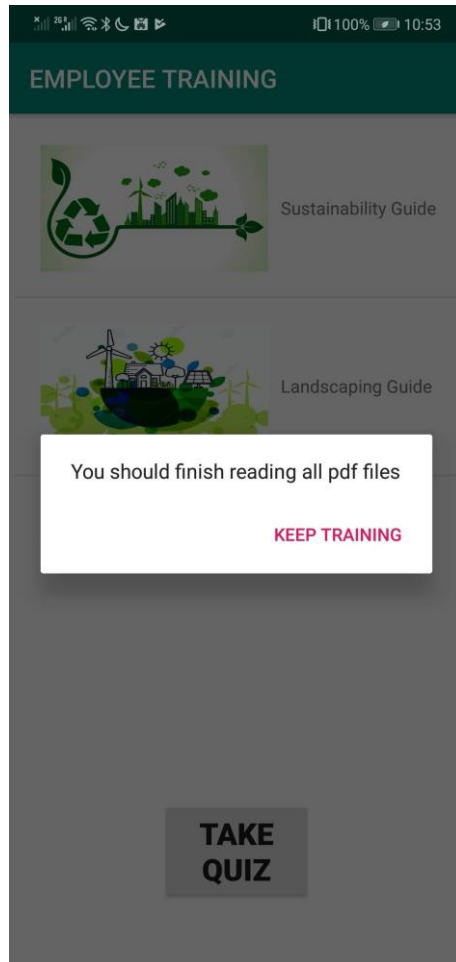 26 100% 10:53
EMPLOYEE TRAINING
Sustainability Guide
Landscaping Guide
You should finish reading all pdf files
KEEP TRAINING
TAKE
QUIZ